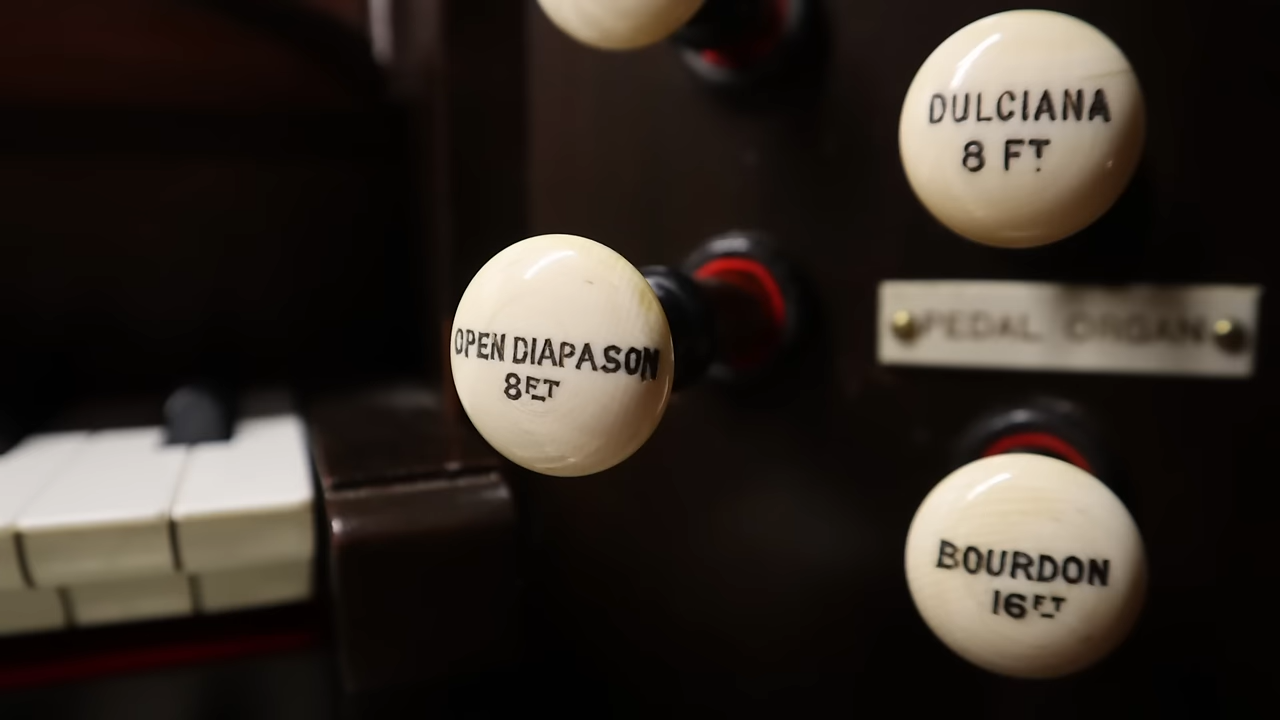 DULCIANA
8 FT
OPEN DIAPASON
8FT
PEDAL ORGAN
BOURDON
16FT